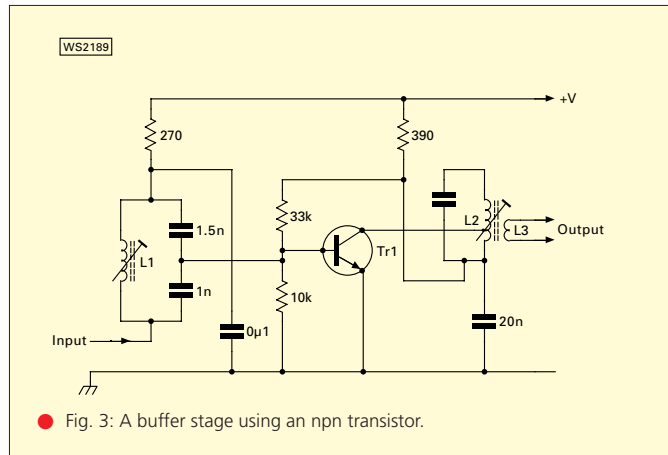 WS2189
+V
270
390
33k
1.5n
L1
1n
Tr1
L2
L3
Output
10k
20n
Input
0µ1
Fig. 3: A buffer stage using an npn transistor.